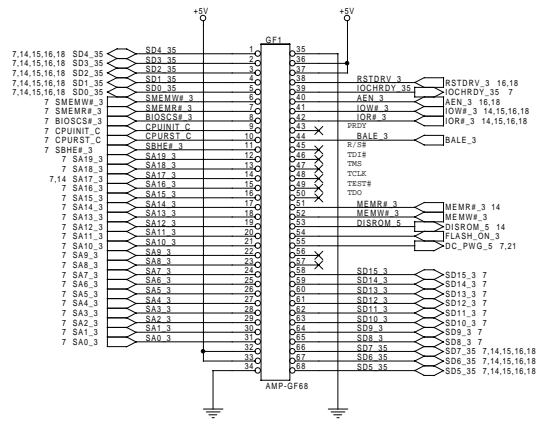 +5V +5V
GF1
7,14,15,16,18 SD4_35 SD4_35 1 35
7,14,15,16,18 SD3_35 SD3_35 2 36
7,14,15,16,18 SD2_35 SD2_35 3 37
7,14,15,16,18 SD1_35 SD1_35 4 38 RSTDRV_3 RSTDRV_3 16,18
7,14,15,16,18 SD0_35 SD0_35 5 39 IOCHRDY_35 IOCHRDY_35 7
7 SMEMW#_3 SMEMW#_3 6 40 AEN_3 AEN_3 16,18
7 SMEMR#_3 SMEMR#_3 7 41 IOW#_3 IOW#_3 14,15,16,18
7 BIOSCS#_3 BIOSCS#_3 8 42 IOR#_3 IOR#_3 14,15,16,18
7 CPUINIT_C CPUINIT_C 9 43 PRDY
7 CPURST_C CPURST_C 10 44 BALE_3 BALE_3
7 SBHE#_3 SBHE#_3 11 45 R/S#
7 SA19_3 SA19_3 12 46 TDI#
7 SA18_3 SA18_3 13 47 TMS
7,14 SA17_3 SA17_3 14 48 TCLK
7 SA16_3 SA16_3 15 49 TEST#
7 SA15_3 SA15_3 16 50 TDO
7 SA14_3 SA14_3 17 51 MEMR#_3 MEMR#_3 14
7 SA13_3 SA13_3 18 52 MEMW#_3 MEMW#_3
7 SA12_3 SA12_3 19 53 DISROM_5 DISROM_5 14
7 SA11_3 SA11_3 20 54 FLASH_ON_3
7 SA10_3 SA10_3 21 55 DC_PWG_5 7,21
7 SA9_3 SA9_3 22 56
7 SA8_3 SA8_3 23 57
7 SA7_3 SA7_3 24 58 SD15_3 SD15_3 7
7 SA6_3 SA6_3 25 59 SD14_3 SD14_3 7
7 SA5_3 SA5_3 26 60 SD13_3 SD13_3 7
7 SA4_3 SA4_3 27 61 SD12_3 SD12_3 7
7 SA3_3 SA3_3 28 62 SD11_3 SD11_3 7
7 SA2_3 SA2_3 29 63 SD10_3 SD10_3 7
7 SA1_3 SA1_3 30 64 SD9_3 SD9_3 7
7 SA0_3 SA0_3 31 65 SD8_3 SD8_3 7
32 66 SD7_35 SD7_35 7,14,15,16,18
33 67 SD6_35 SD6_35 7,14,15,16,18
34 68 SD5_35 SD5_35 7,14,15,16,18
AMP-GF68